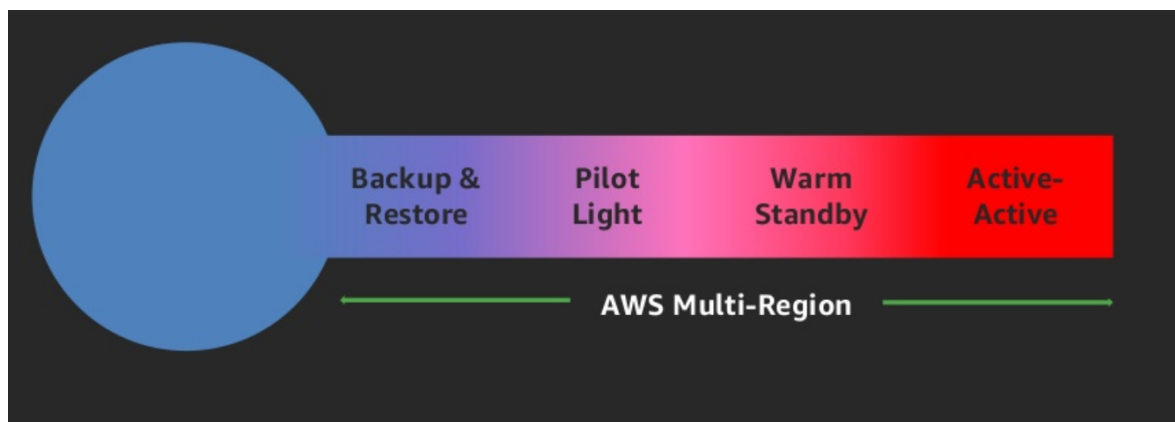 Backup &
Restore
Pilot
Light
Warm
Standby
Active-
Active
AWS Multi-Region